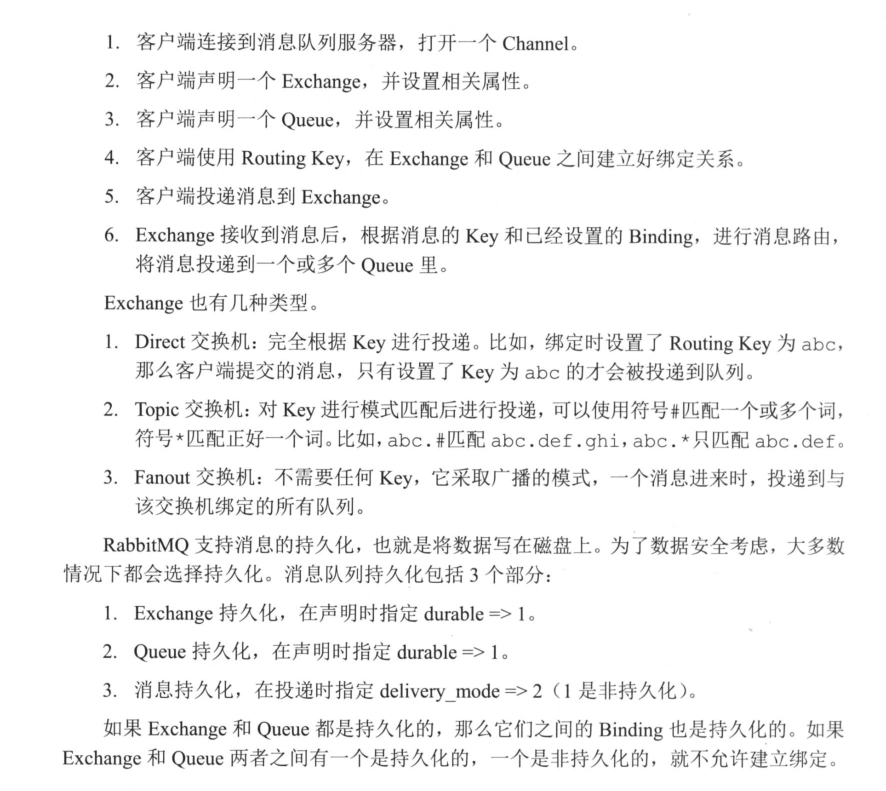 1. 客户端连接到消息队列服务器，打开一个 Channel。
2. 客户端声明一个 Exchange，并设置相关属性。
3. 客户端声明一个 Queue，并设置相关属性。
4. 客户端使用 Routing Key，在 Exchange 和 Queue 之间建立好绑定关系。
5. 客户端投递消息到 Exchange。
6. Exchange 接收到消息后，根据消息的 Key 和已经设置的 Binding，进行消息路由，
将消息投递到一个或多个 Queue 里。
Exchange 也有几种类型。
1. Direct 交换机：完全根据 Key 进行投递。比如，绑定时设置了 Routing Key 为 abc，
那么客户端提交的消息，只有设置了 Key 为 abc 的才会被投递到队列。
2. Topic 交换机：对 Key 进行模式匹配后进行投递，可以使用符号#匹配一个或多个词，
符号*匹配正好一个词。比如，abc.#匹配 abc.def.ghi，abc.*只匹配 abc.def。
3. Fanout 交换机：不需要任何 Key，它采取广播的模式，一个消息进来时，投递到与
该交换机绑定的所有队列。
RabbitMQ 支持消息的持久化，也就是将数据写在磁盘上。为了数据安全考虑，大多数
情况下都会选择持久化。消息队列持久化包括 3 个部分：
1. Exchange 持久化，在声明时指定 durable => 1。
2. Queue 持久化，在声明时指定 durable => 1。
3. 消息持久化，在投递时指定 delivery_mode => 2（1 是非持久化）。
如果 Exchange 和 Queue 都是持久化的，那么它们之间的 Binding 也是持久化的。如果
Exchange 和 Queue 两者之间有一个是持久化的，一个是非持久化的，就不允许建立绑定。